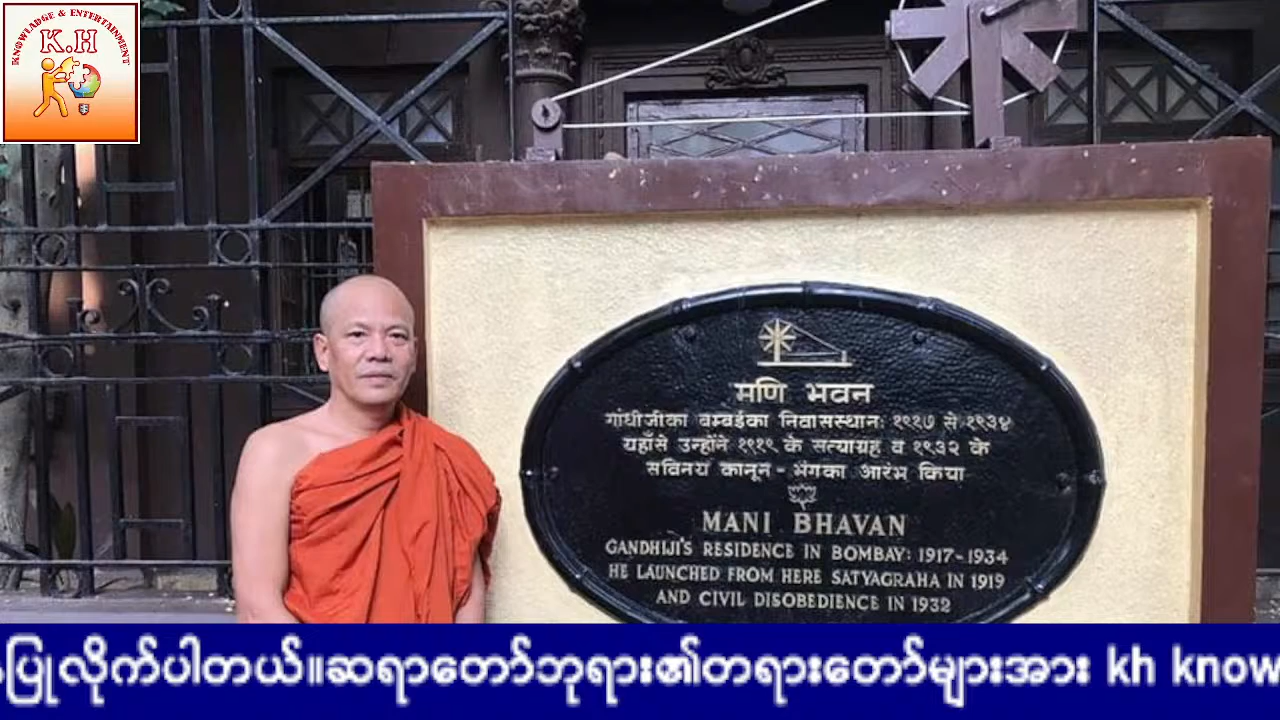 KNOWLADGE & ENTERTAINMENT
K.H
मणि भवन
गांधीजीका बम्बईका निवासस्थान: १९१७ से १९३४
यहाँसे उन्होंने १९१९ के सत्याग्रह व १९३२ के
सविनय कानून-भंगका आरंभ किया
MANI BHAVAN
GANDHIJI'S RESIDENCE IN BOMBAY: 1917-1934
HE LAUNCHED FROM HERE SATYAGRAHA IN 1919
AND CIVIL DISOBEDIENCE IN 1932
ပြုလိုက်ပါတယ်။ဆရာတော်ဘုရား၏တရားတော်များအား kh know